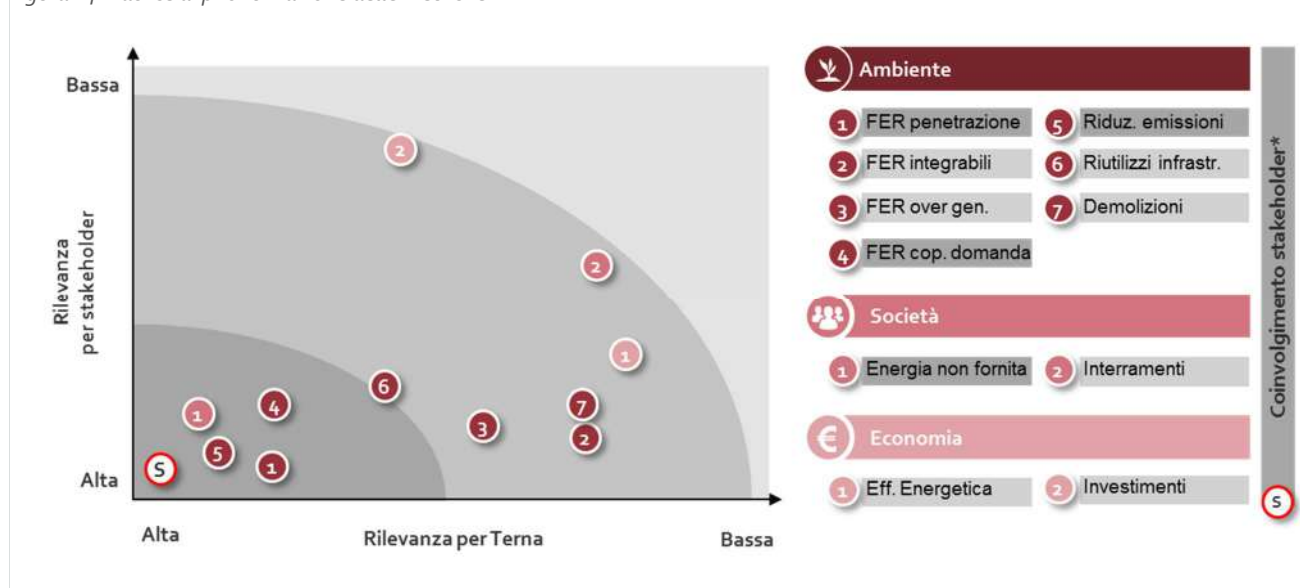 Bassa
Rilevanza
per stakeholder
Alta
2
2
1
6
7
4
1
3
2
5
1
S
Alta
Rilevanza per Terna
Bassa
Ambiente
1 FER penetrazione
5 Riduz. emissioni
2 FER integrabili
6 Riutilizzi infrastr.
3 FER over gen.
7 Demolizioni
4 FER cop. domanda
Società
1 Energia non fornita
2 Interramenti
€ Economia
1 Eff. Energetica
2 Investimenti
Coinvolgimento stakeholder*
S